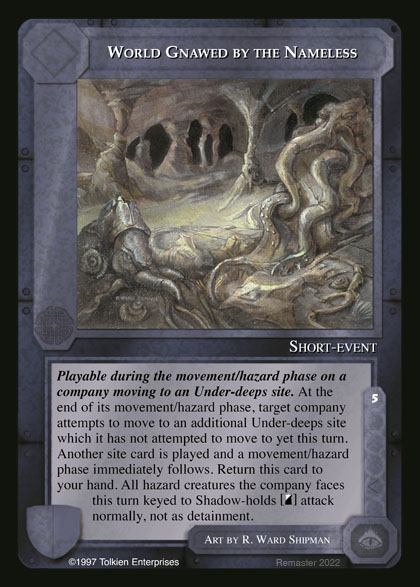 World Gnawed by the Nameless
Short-event
Playable during the movement/hazard phase on a
company moving to an Under-deeps site. At the
end of its movement/hazard phase, target company
attempts to move to an additional Under-deeps site
which it has not attempted to move to yet this turn.
Another site card is played and a movement/hazard
phase immediately follows. Return this card to
your hand. All hazard creatures the company faces
this turn keyed to Shadow-holds [] attack
normally, not as detainment.
5
Art by R. Ward Shipman
©1997 Tolkien Enterprises
Remaster 2022